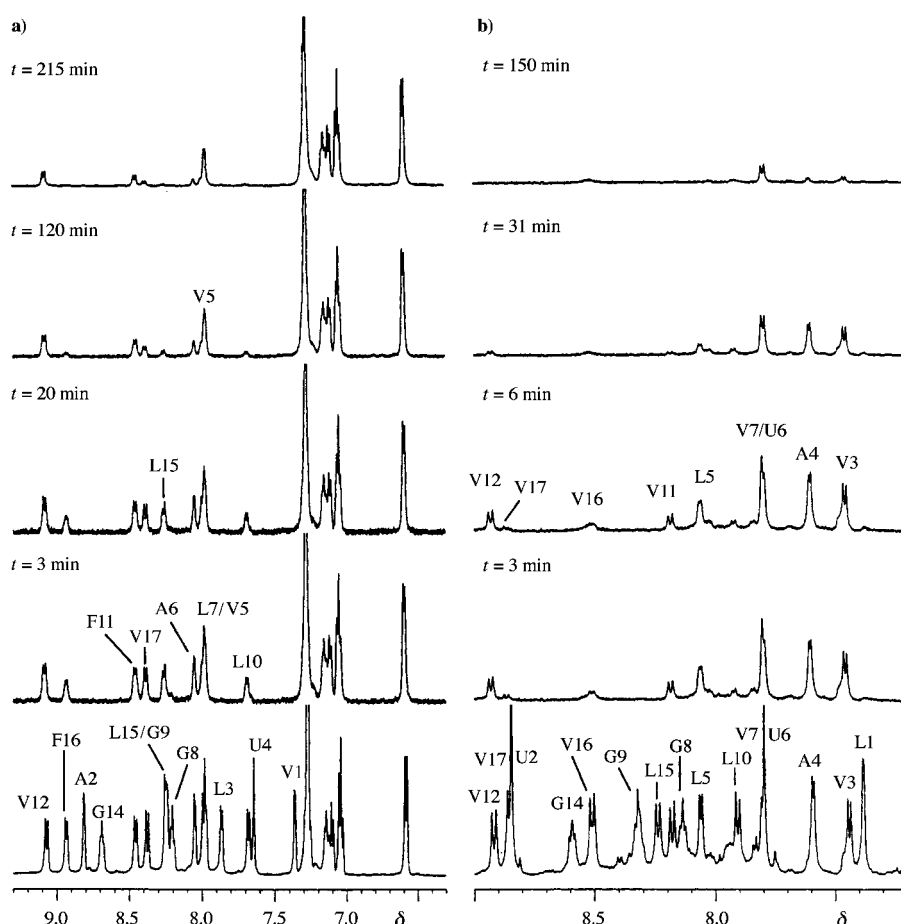 a)
t = 215 min
t = 120 min
V5
t = 20 min
L15
t = 3 min
F11
V17
A6
L7/V5
L10
V12
F16
A2
G14
L15/G9
G8
L3
U4
V1
9.0 8.5 8.0 7.5 7.0 δ
b)
t = 150 min
t = 31 min
t = 6 min
V12
V17
V16
V11
L5
V7/U6
A4
V3
t = 3 min
V12
V17
U2
G14
V16
G9
L15
G8
L5
L10
V7
U6
A4
V3
L1
8.5 8.0 δ